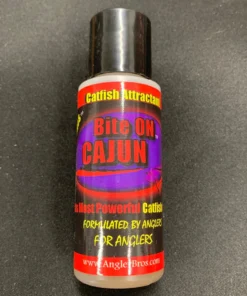 Catfish Attractant
Bite ON
CAJUN
Most Powerful Catfish
FORMULATED BY ANGLERS
FOR ANGLERS
www.AnglerBros.com